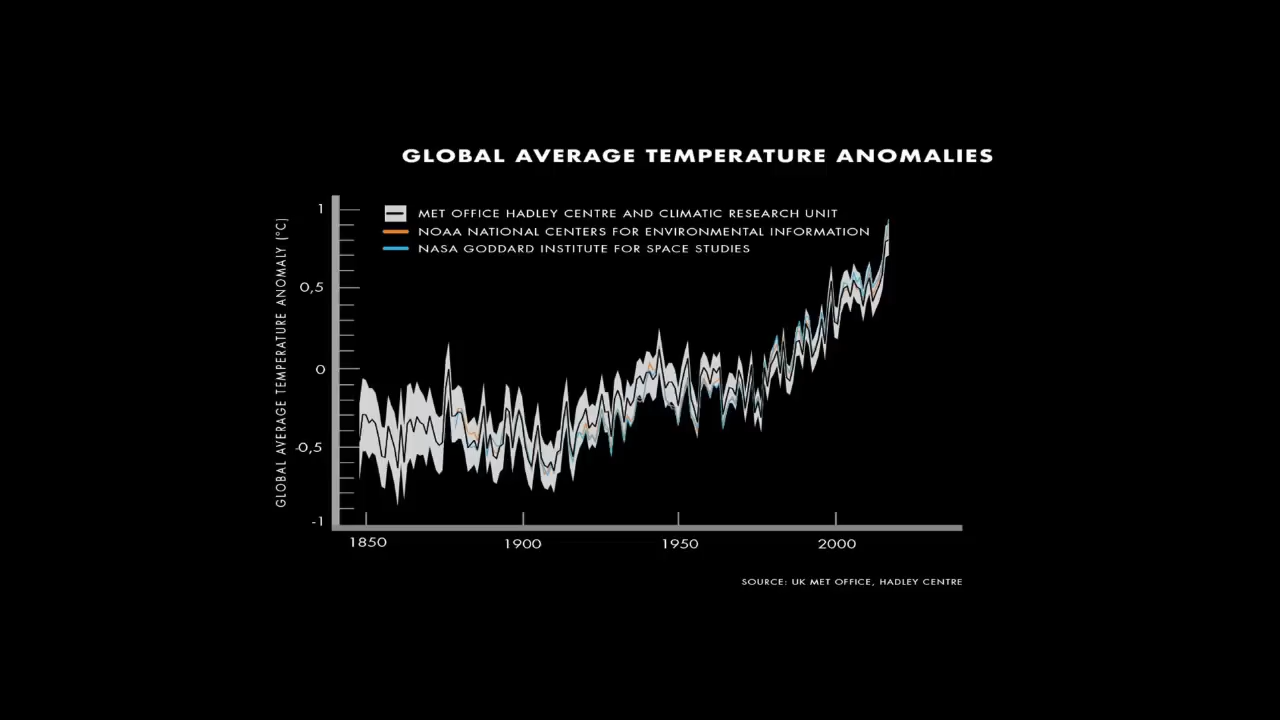 GLOBAL AVERAGE TEMPERATURE ANOMALIES
MET OFFICE HADLEY CENTRE AND CLIMATIC RESEARCH UNIT
NOAA NATIONAL CENTERS FOR ENVIRONMENTAL INFORMATION
NASA GODDARD INSTITUTE FOR SPACE STUDIES
GLOBAL AVERAGE TEMPERATURE ANOMALY (°C)
1
0,5
0
-0,5
-1
1850 1900 1950 2000
SOURCE: UK MET OFFICE, HADLEY CENTRE